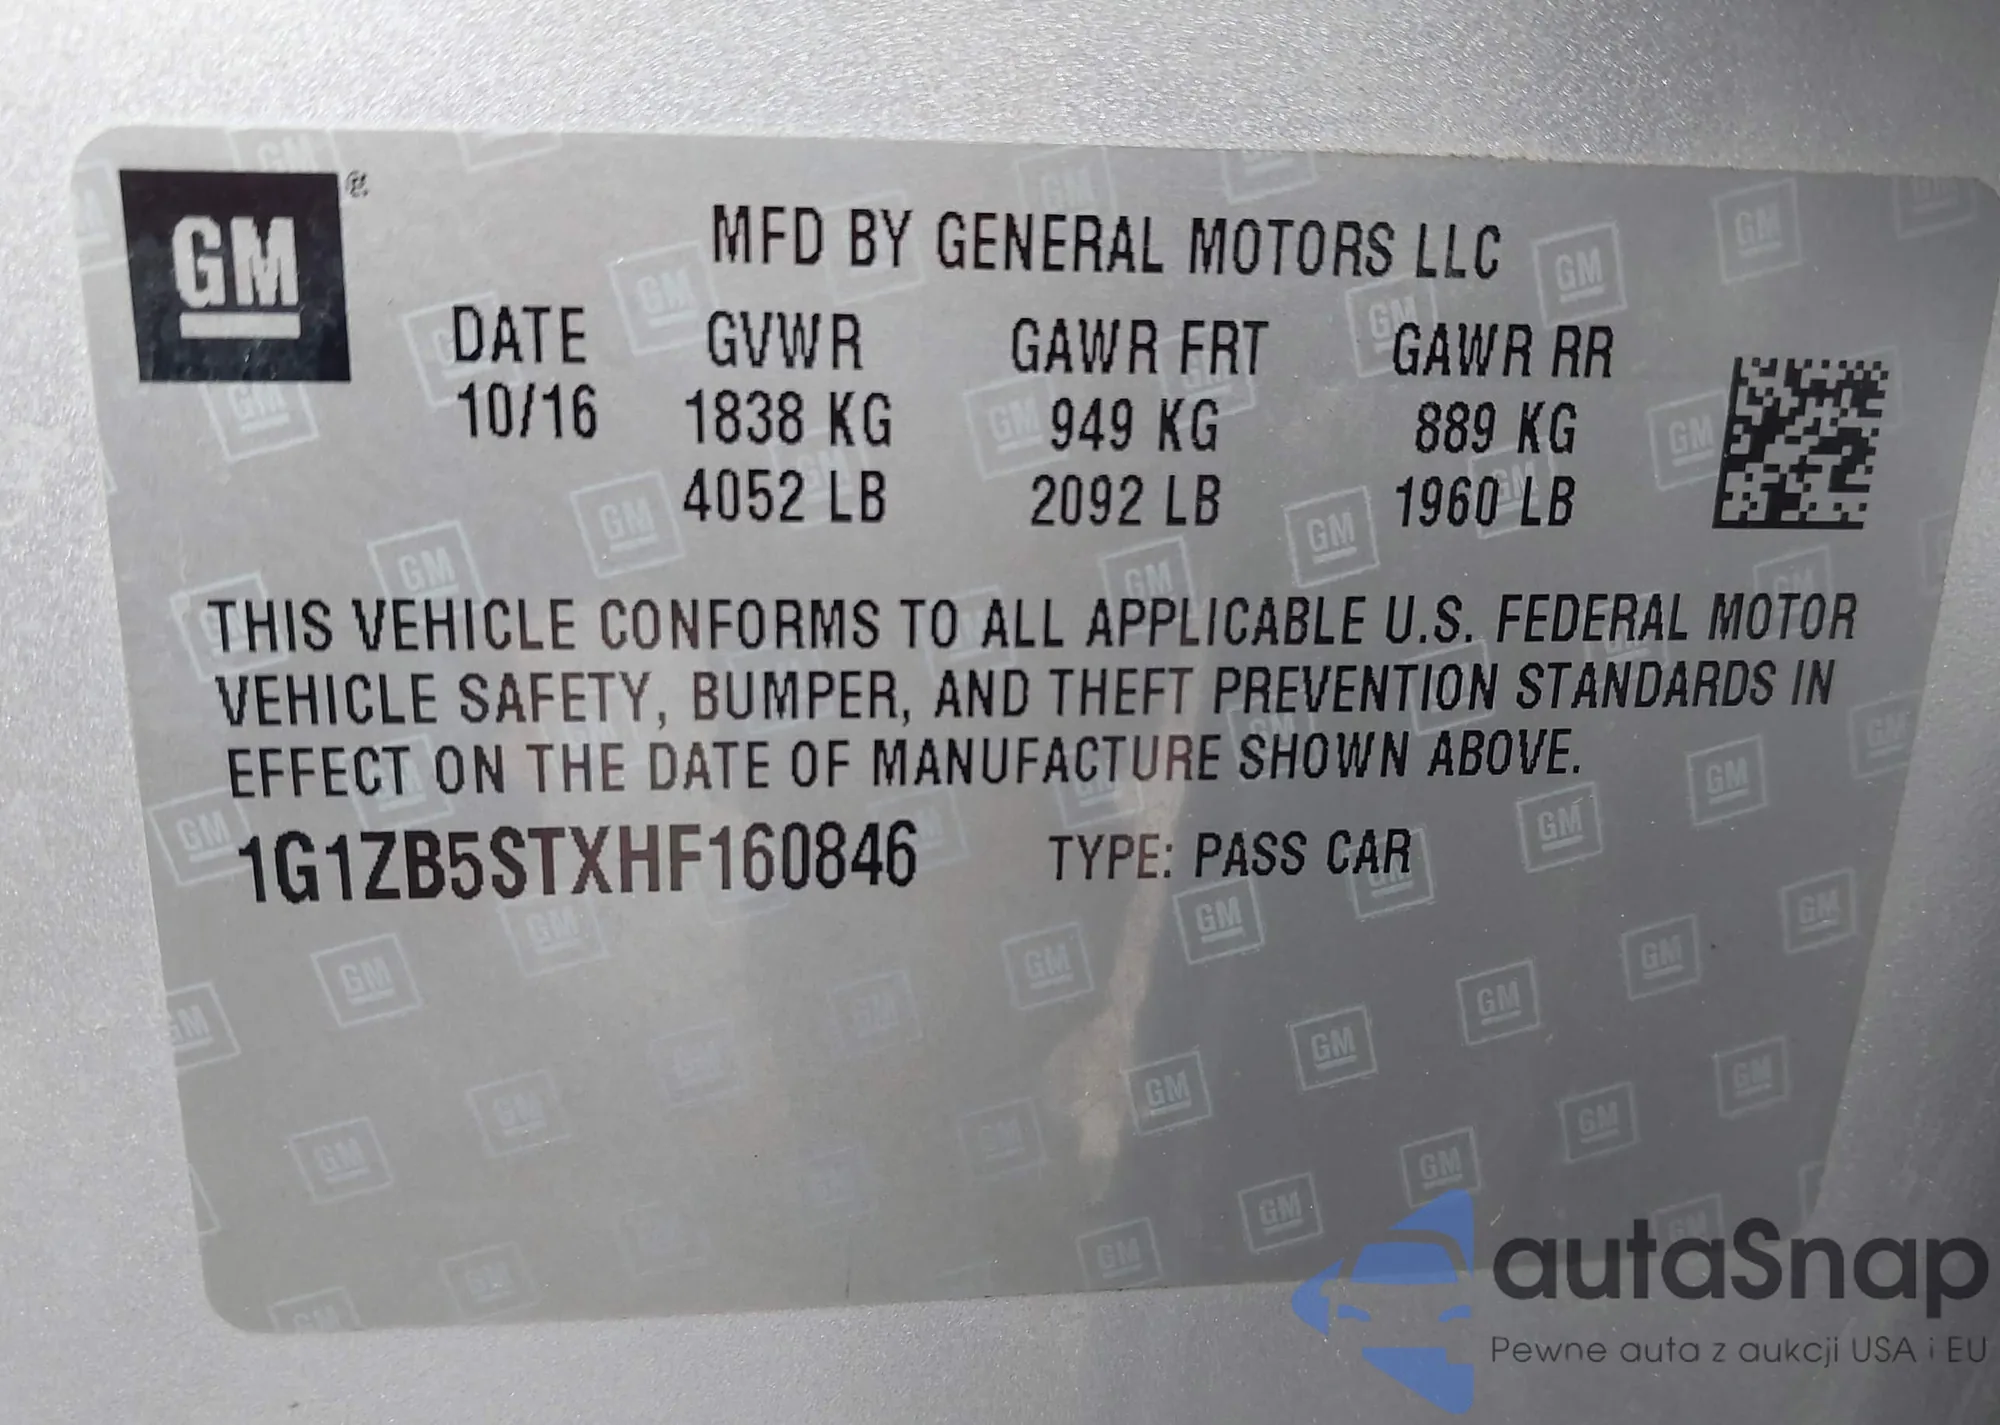 GM
MFD BY GENERAL MOTORS LLC
DATE GVWR GAWR FRT GAWR RR
10/16 1838 KG 949 KG 889 KG
4052 LB 2092 LB 1960 LB
THIS VEHICLE CONFORMS TO ALL APPLICABLE U.S. FEDERAL MOTOR
VEHICLE SAFETY, BUMPER, AND THEFT PREVENTION STANDARDS IN
EFFECT ON THE DATE OF MANUFACTURE SHOWN ABOVE.
1G1ZB5STXHF160846 TYPE: PASS CAR
autaSnap
Pewne auta z aukcji USA i EU